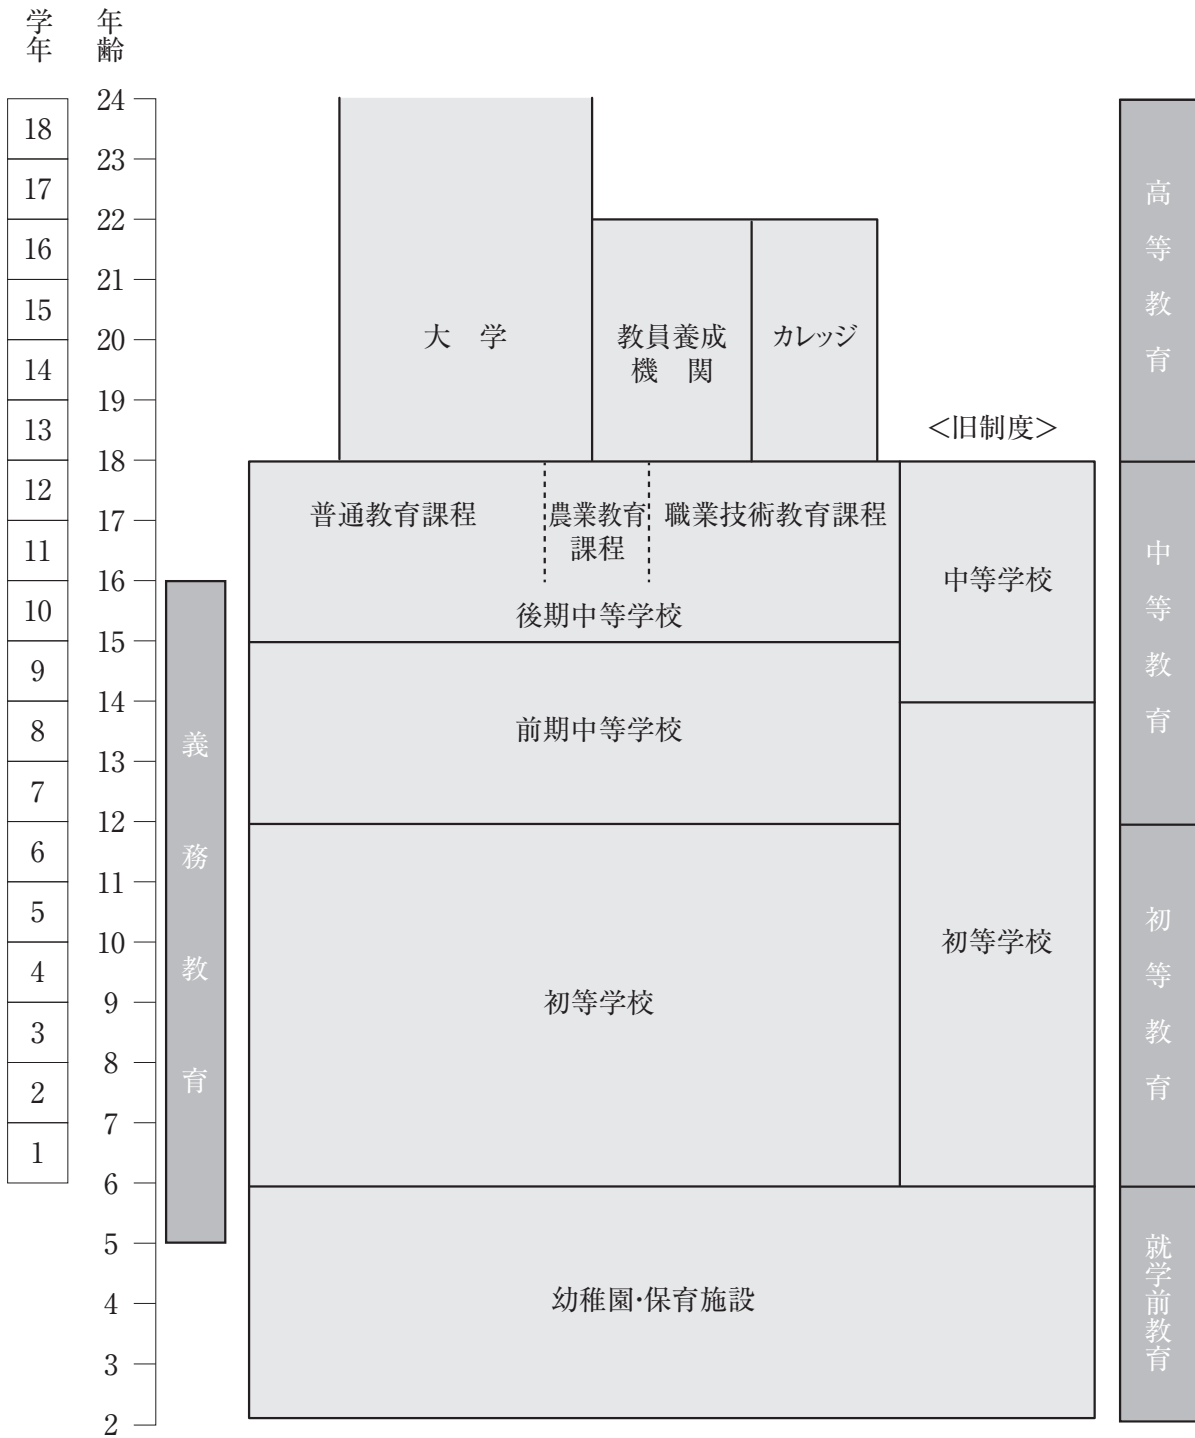 学年
年齢
24
18
23
17
22
16
21
15
20
14
19
13
18
12
17
11
16
10
15
9
14
8
13
7
12
6
11
5
10
4
9
3
8
2
7
1
6
5
4
3
2
義務教育
大 学
教員養成
機 関
カレッジ
<旧制度>
普通教育課程
農業教育
課程
職業技術教育課程
後期中等学校
中等学校
前期中等学校
初等学校
初等学校
幼稚園・保育施設
高等教育
中等教育
初等教育
就学前教育